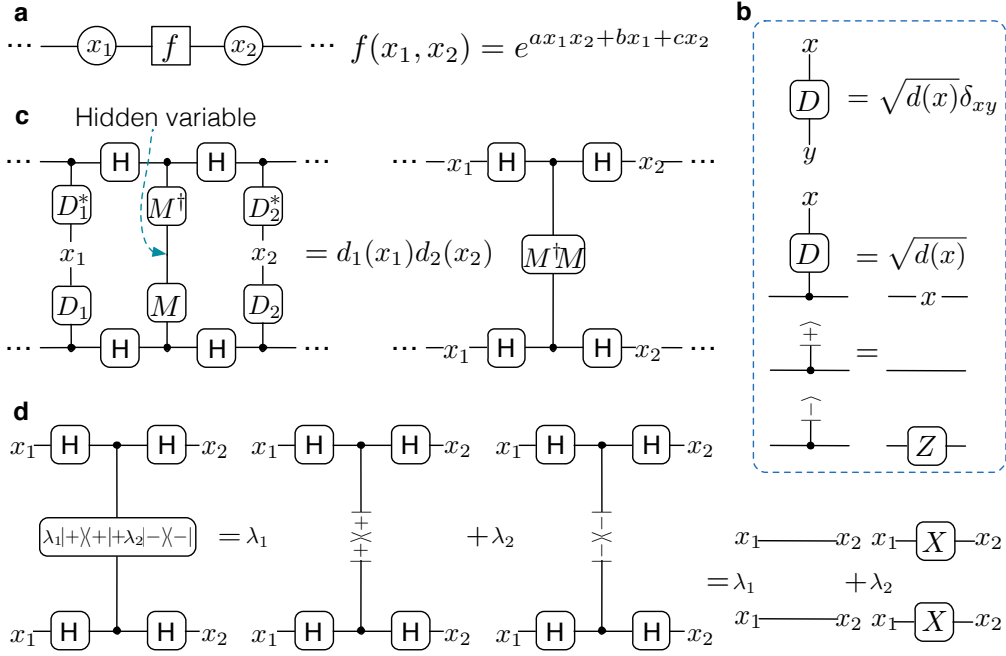 a
⋯ x₁ f x₂ ⋯ f(x₁, x₂) = e^{ax₁x₂+bx₁+cx₂}
b
x
D = √d(x)δ_{xy}
y
x
D = √d(x)
x
|+⟩ =
|−⟩
Z
c
Hidden variable
⋯ H H ⋯ ⋯ x₁ H H x₂ ⋯
D₁* M† D₂*
x₁ x₂ = d₁(x₁)d₂(x₂) M†M
D₁ M D₂
⋯ H H ⋯ ⋯ x₁ H H x₂ ⋯
d
x₁ H H x₂ x₁ H H x₂ x₁ H H x₂
λ₁|+⟩⟨+|+λ₂|−⟩⟨−| = λ₁ |+⟩⟨+| +λ₂ |−⟩⟨−|
x₁ x₂ x₁ X x₂
=λ₁ +λ₂
x₁ x₂ x₁ X x₂
x₁ H H x₂ x₁ H H x₂ x₁ H H x₂